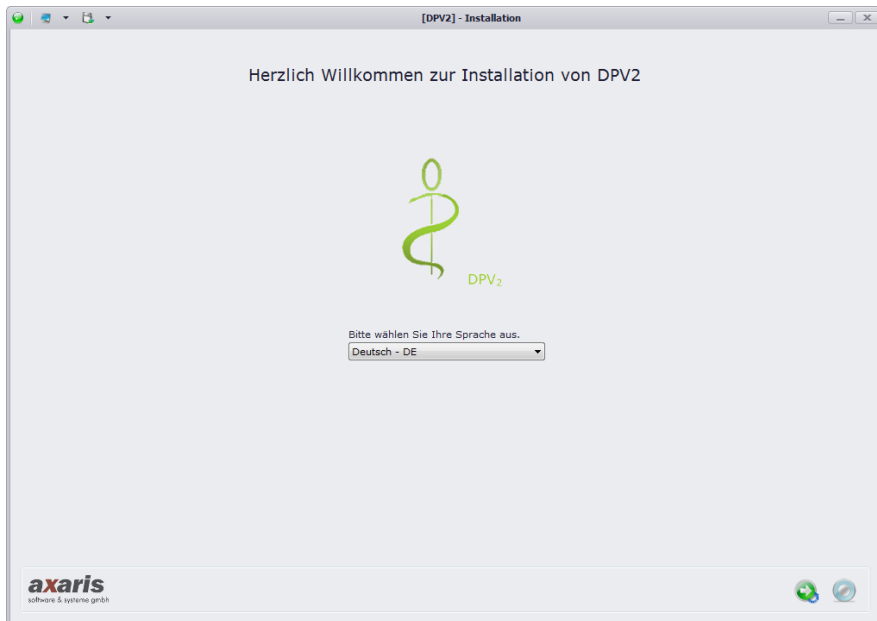 [DPV2] - Installation
Herzlich Willkommen zur Installation von DPV2
DPV₂
Bitte wählen Sie Ihre Sprache aus.
Deutsch - DE
axaris
software & systeme gmbh